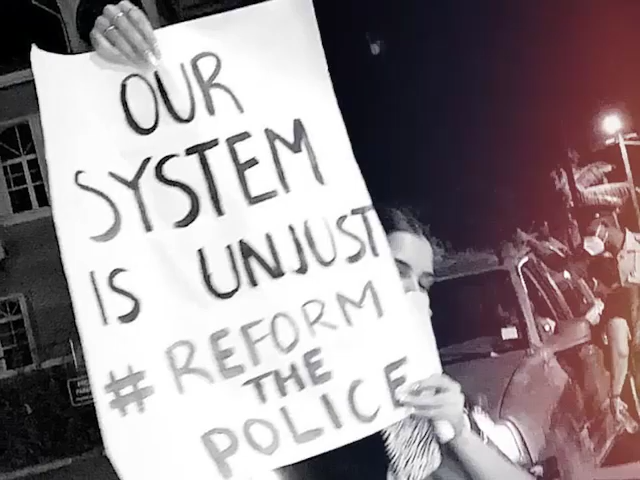 OUR
SYSTEM
IS UNJUST
# REFORM
THE
POLICE